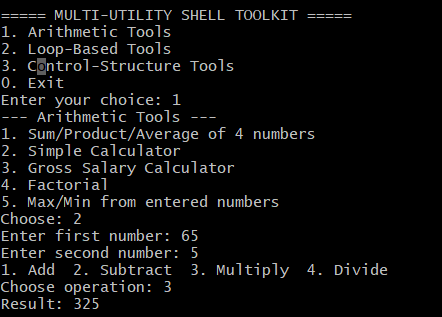 ===== MULTI-UTILITY SHELL TOOLKIT =====
1. Arithmetic Tools
2. Loop-Based Tools
3. Control-Structure Tools
0. Exit
Enter your choice: 1
--- Arithmetic Tools ---
1. Sum/Product/Average of 4 numbers
2. Simple Calculator
3. Gross Salary Calculator
4. Factorial
5. Max/Min from entered numbers
Choose: 2
Enter first number: 65
Enter second number: 5
1. Add  2. Subtract  3. Multiply  4. Divide
Choose operation: 3
Result: 325